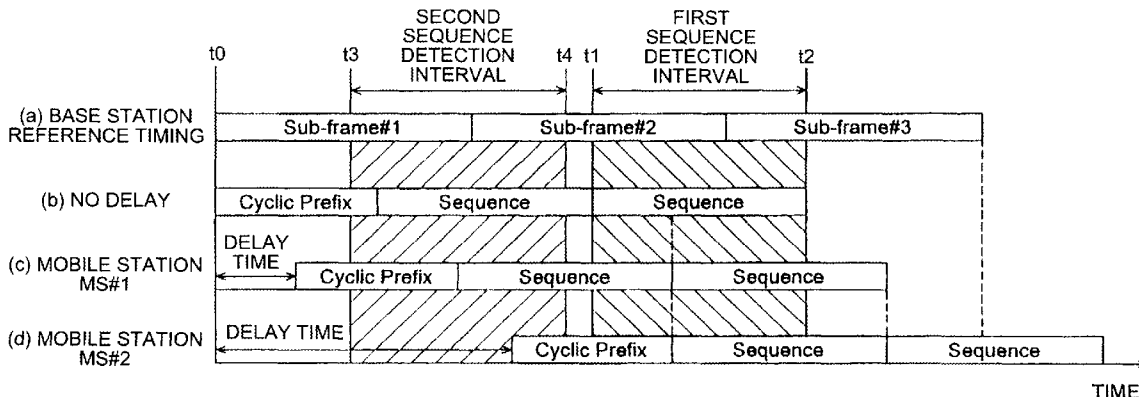 SECOND
SEQUENCE
DETECTION
INTERVAL
FIRST
SEQUENCE
DETECTION
INTERVAL
t0
t3
t4
t1
t2
(a) BASE STATION
REFERENCE TIMING
Sub-frame#1
Sub-frame#2
Sub-frame#3
(b) NO DELAY
Cyclic Prefix
Sequence
Sequence
DELAY
TIME
(c) MOBILE STATION
MS#1
Cyclic Prefix
Sequence
Sequence
DELAY TIME
(d) MOBILE STATION
MS#2
Cyclic Prefix
Sequence
Sequence
TIME